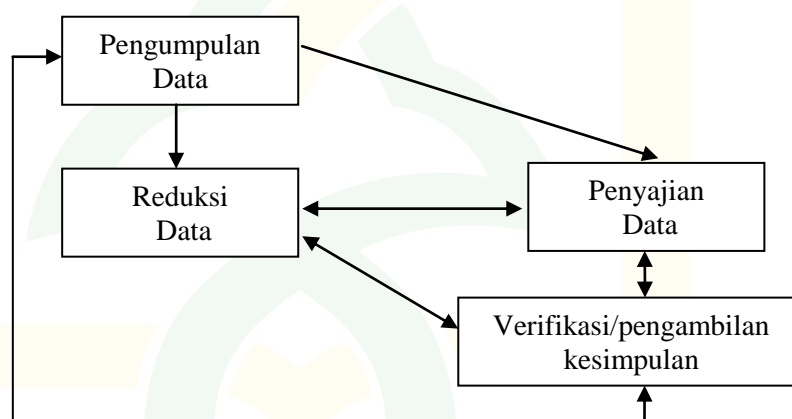 Pengumpulan
Data
Reduksi
Data
Penyajian
Data
Verifikasi/pengambilan
kesimpulan